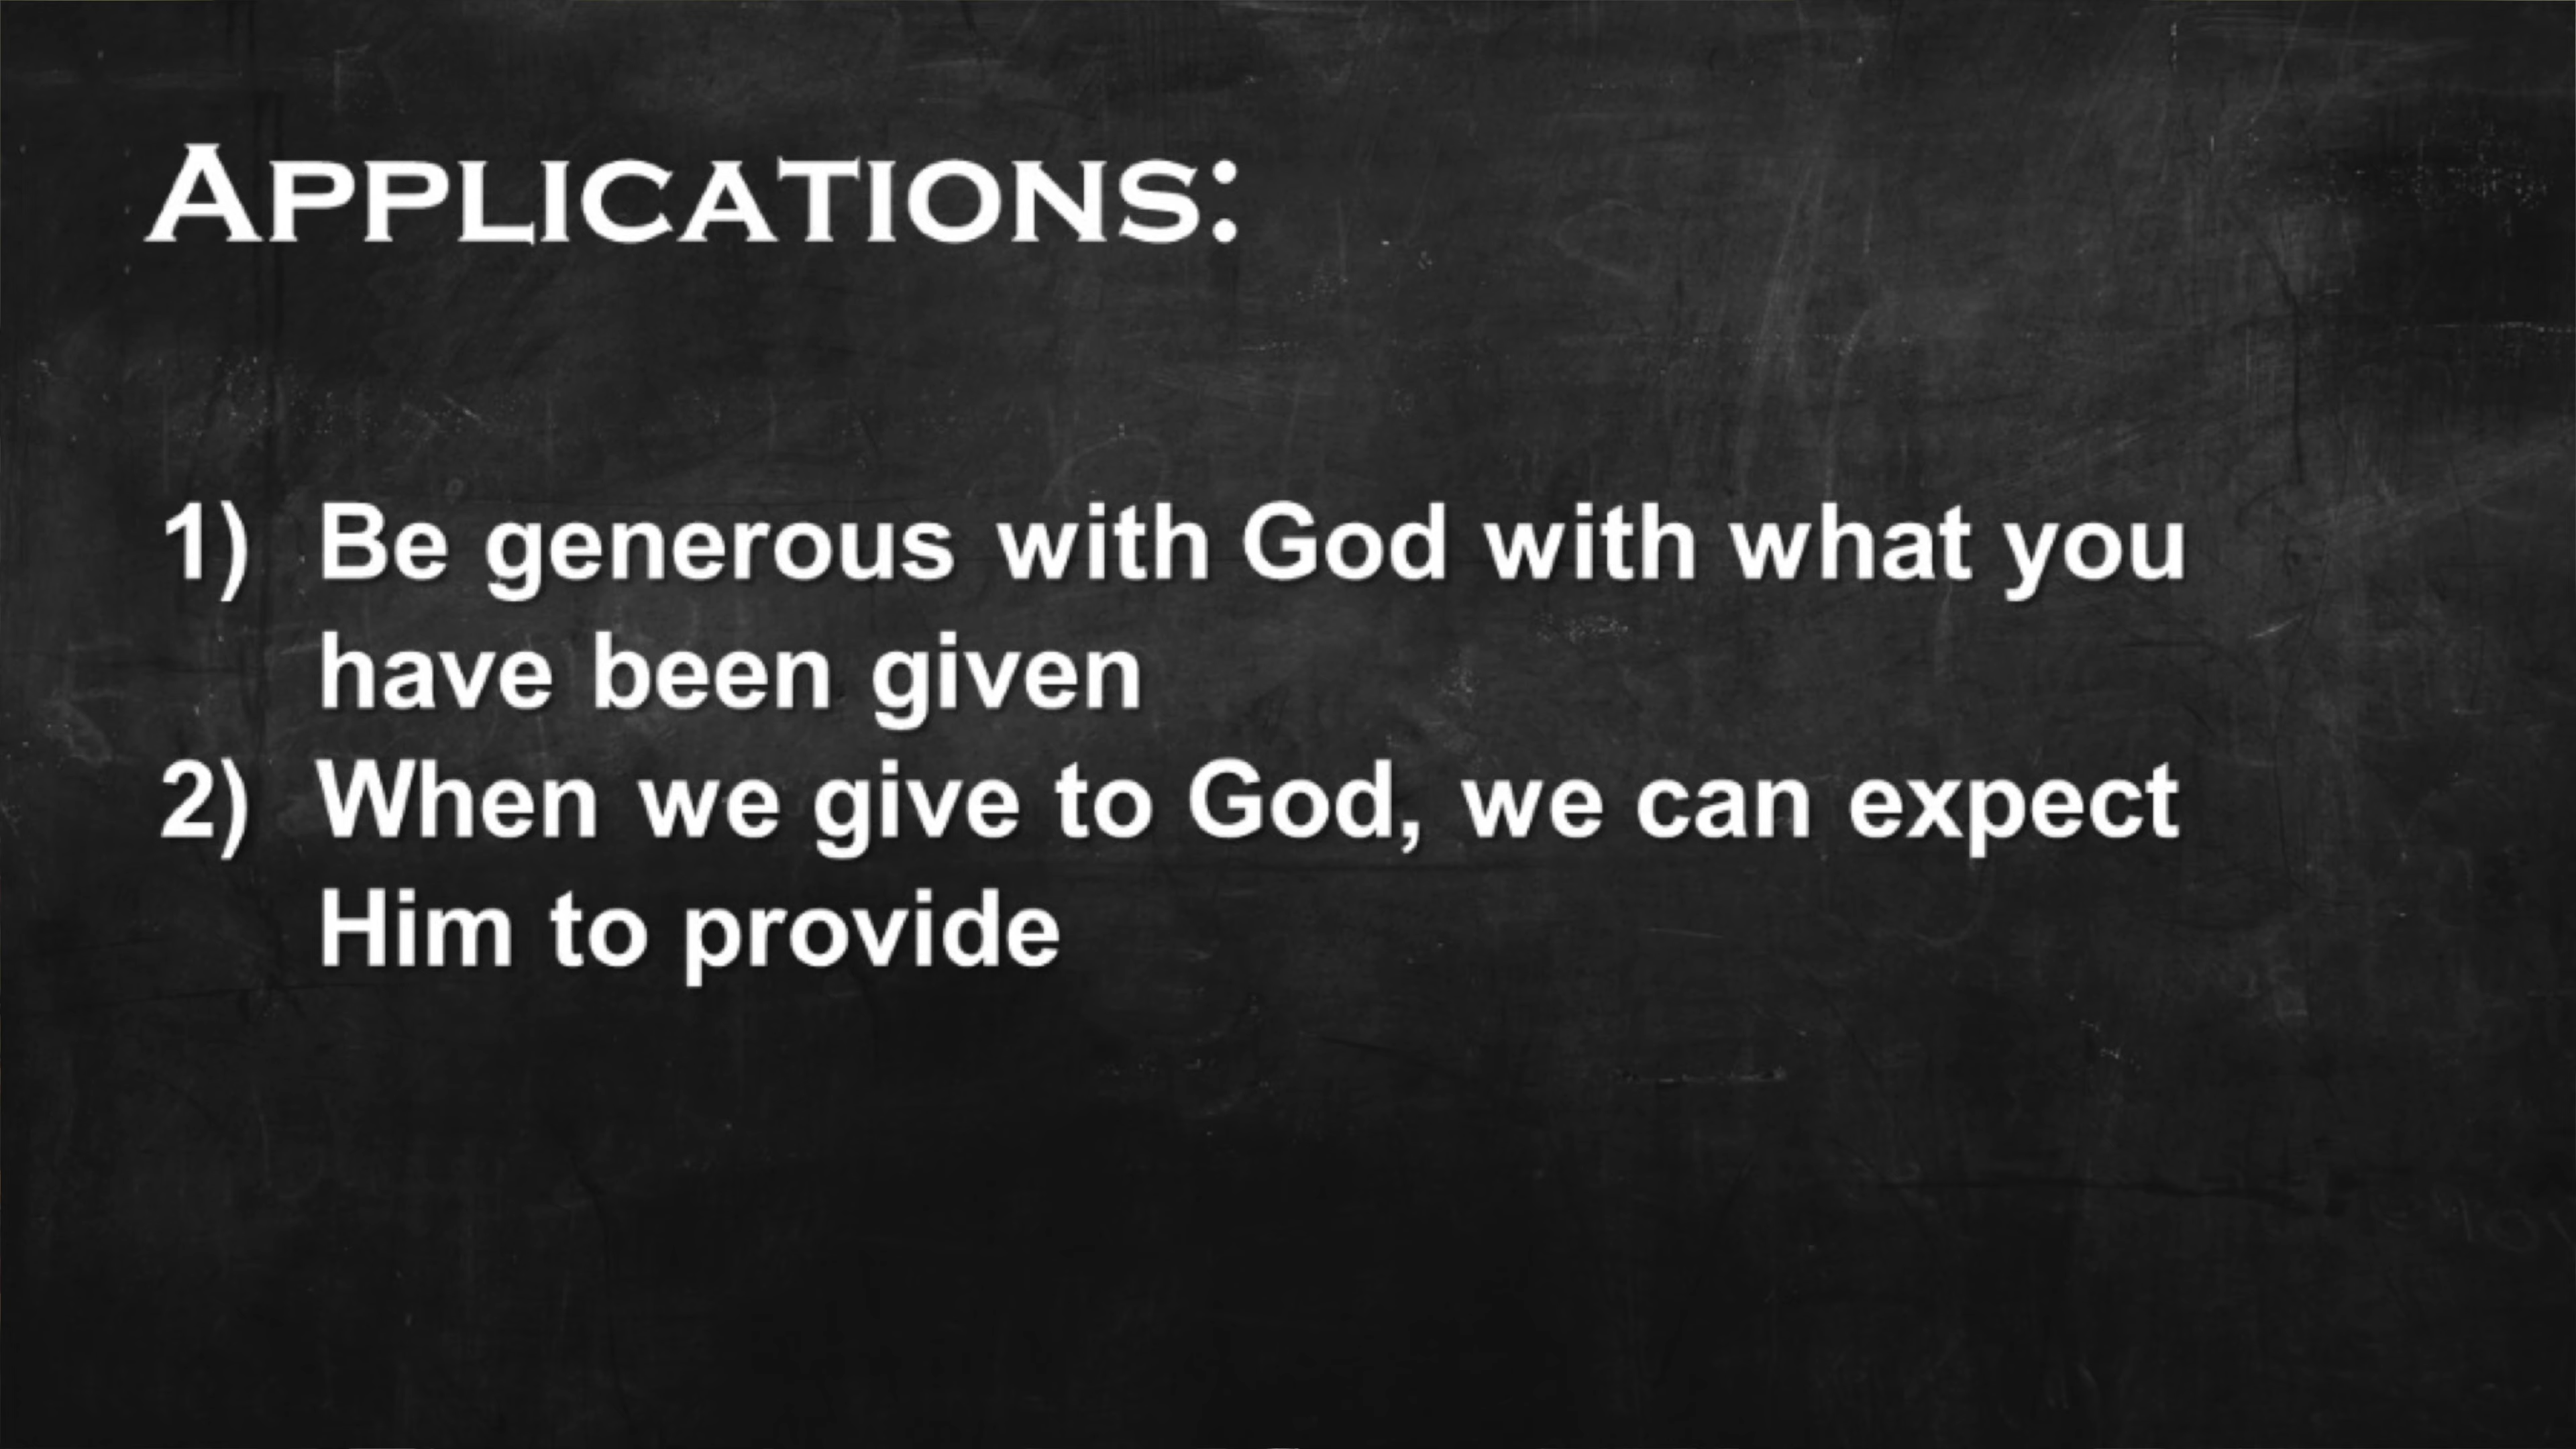 APPLICATIONS:
1) Be generous with God with what you
have been given
2) When we give to God, we can expect
Him to provide